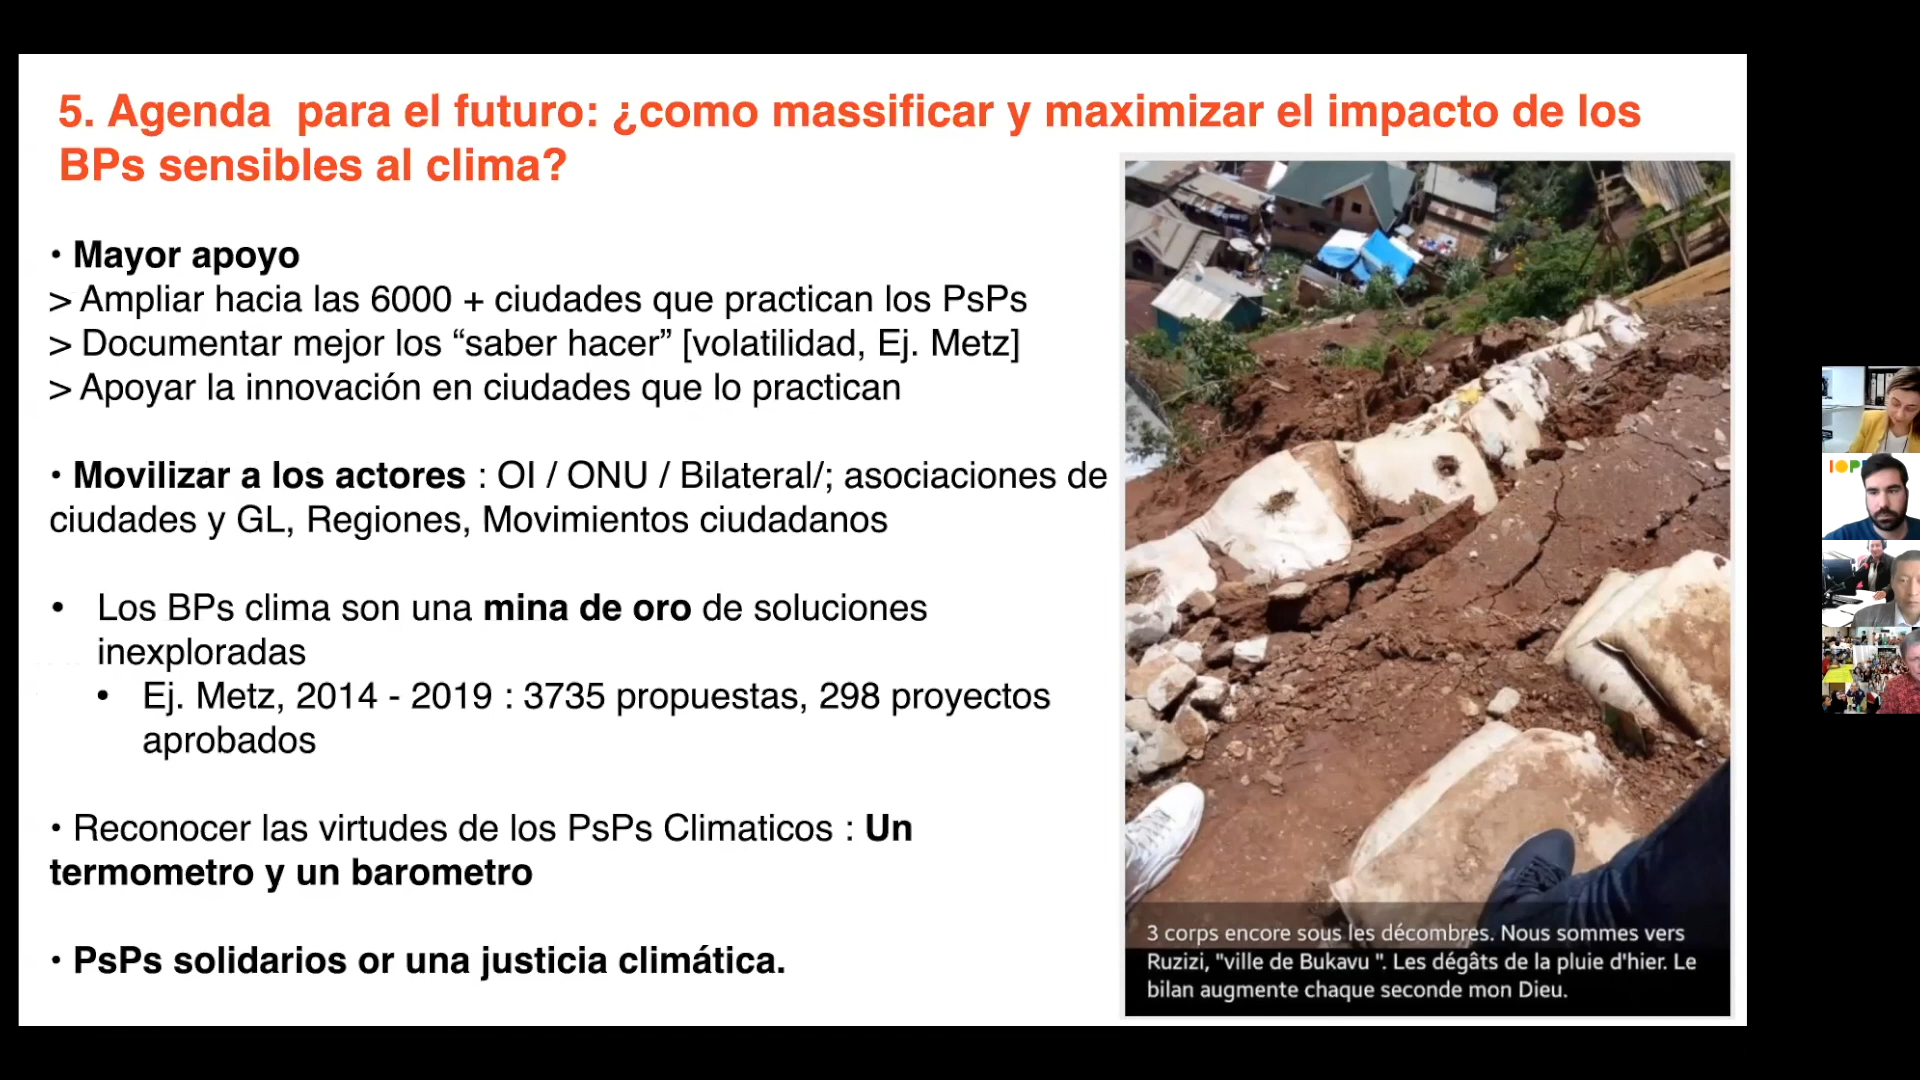 5. Agenda para el futuro: ¿como massificar y maximizar el impacto de los
BPs sensibles al clima?
• Mayor apoyo
> Ampliar hacia las 6000 + ciudades que practican los PsPs
> Documentar mejor los “saber hacer” [volatilidad, Ej. Metz]
> Apoyar la innovación en ciudades que lo practican
• Movilizar a los actores : OI / ONU / Bilateral/; asociaciones de
ciudades y GL, Regiones, Movimientos ciudadanos
• Los BPs clima son una mina de oro de soluciones
inexploradas
• Ej. Metz, 2014 - 2019 : 3735 propuestas, 298 proyectos
aprobados
• Reconocer las virtudes de los PsPs Climaticos : Un
termometro y un barometro
• PsPs solidarios or una justicia climática.
3 corps encore sous les décombres. Nous sommes vers
Ruzizi, "ville de Bukavu ". Les dégâts de la pluie d'hier. Le
bilan augmente chaque seconde mon Dieu.
IOP